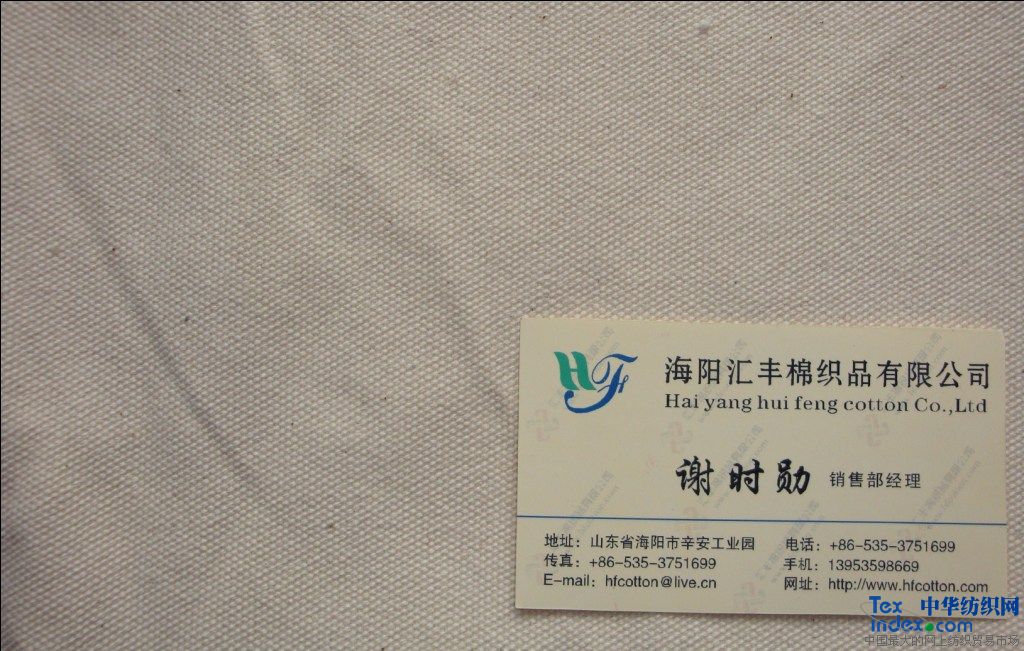 HF
海阳汇丰棉织品有限公司
Hai yang hui feng cotton Co.,Ltd
谢时勋 销售部经理
地址：山东省海阳市辛安工业园 电话：+86-535-3751699
传真：+86-535-3751699 手机：13953598669
E-mail：hfcotton@live.cn 网址：http://www.hfcotton.com
Tex 中华纺织网
index.com
中国最大的网上纺织贸易市场